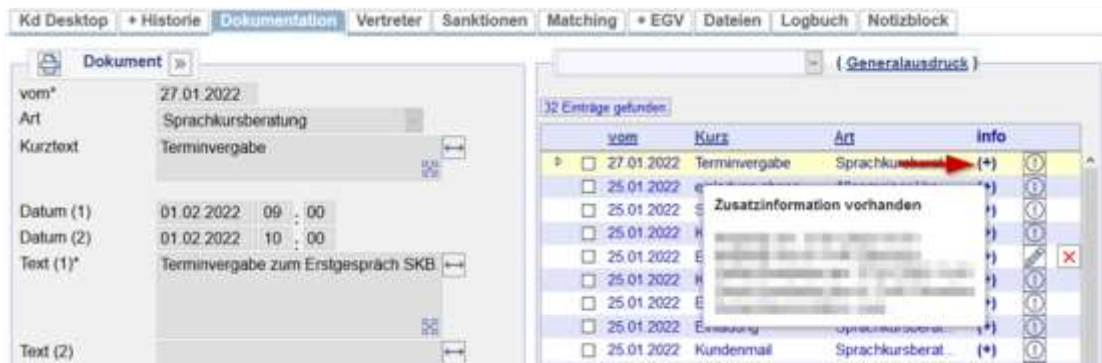 Kd Desktop + Historie Dokumentation Vertreter Sanktionen Matching + EGV Dateien Logbuch Notizblock
Dokument »
( Generalausdruck )
vom* 27.01.2022
Art Sprachkursberatung
32 Einträge gefunden
Kurztext Terminvergabe
vom Kurz Art info
27.01.2022 Terminvergabe (+)
25.01.2022
Datum (1) 01.02.2022 09 : 00
25.01.2022
Zusatzinformation vorhanden
Datum (2) 01.02.2022 10 : 00
25.01.2022
Text (1)* Terminvergabe zum Erstgespräch SKB
25.01.2022
25.01.2022
25.01.2022
25.01.2022 Einladung Sprachkursberat...
Text (2)
25.01.2022 Kundenmail Sprachkursberat... (+)